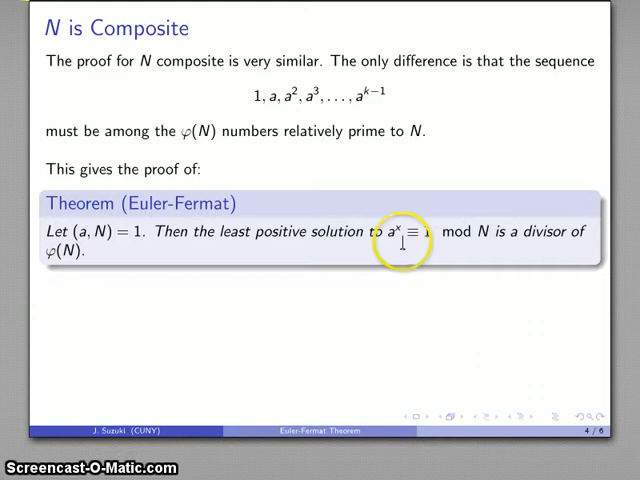 N is Composite
The proof for N composite is very similar. The only difference is that the sequence
1, a, a², a³, . . . , aᵏ⁻¹
must be among the φ(N) numbers relatively prime to N.
This gives the proof of:
Theorem (Euler-Fermat)
Let (a, N) = 1. Then the least positive solution to aˣ ≡ 1 mod N is a divisor of
φ(N).
J. Suzuki (CUNY) Euler-Fermat Theorem 4 / 6
Screencast-O-Matic.com